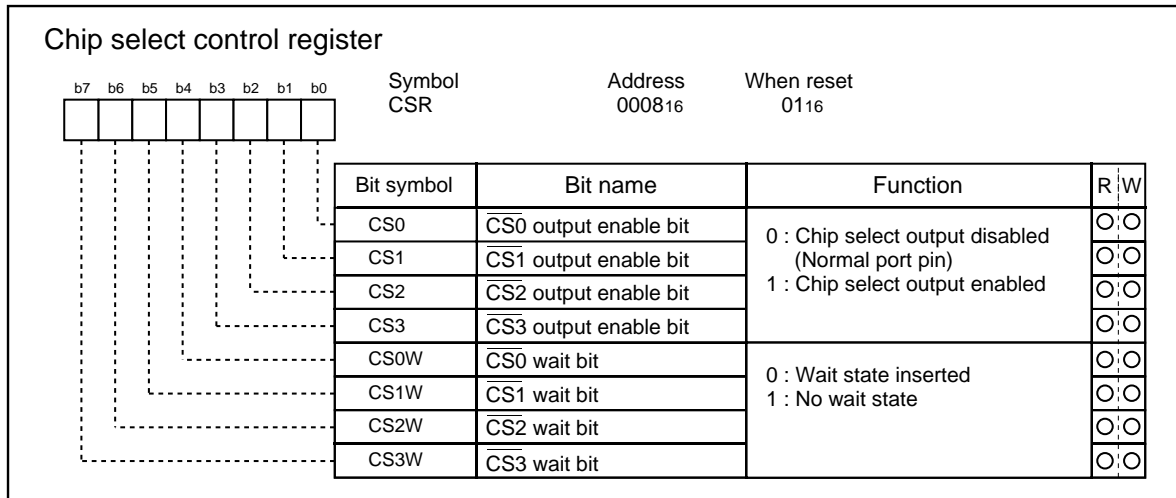 Chip select control register
b7 b6 b5 b4 b3 b2 b1 b0
Symbol Address When reset
CSR 000816 0116
Bit symbol Bit name Function R W
CS0 CS0 output enable bit
CS1 CS1 output enable bit
CS2 CS2 output enable bit
CS3 CS3 output enable bit
0 : Chip select output disabled
(Normal port pin)
1 : Chip select output enabled
CS0W CS0 wait bit
CS1W CS1 wait bit
CS2W CS2 wait bit
CS3W CS3 wait bit
0 : Wait state inserted
1 : No wait state